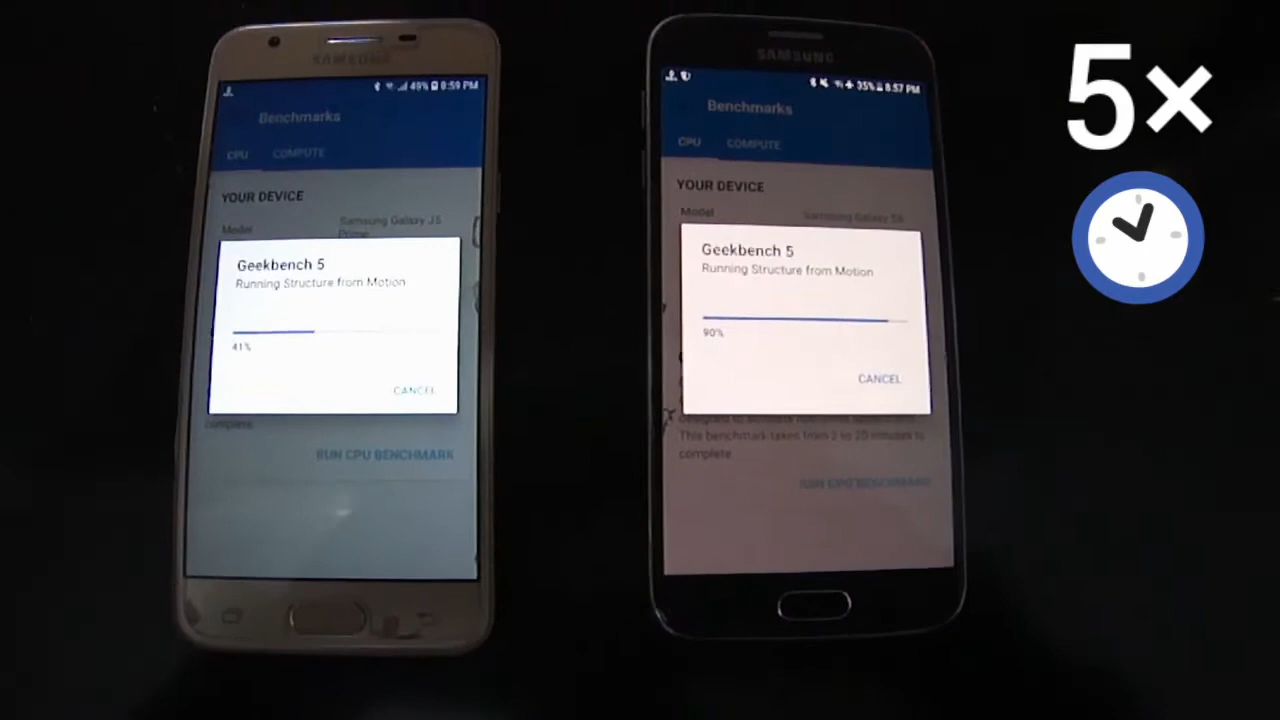 SAMSUNG
49% 8:59 PM
Benchmarks
CPU COMPUTE
YOUR DEVICE
Model Samsung Galaxy J5
Prime
Geekbench 5
Running Structure from Motion
41%
CANCEL
complete
RUN CPU BENCHMARK
SAMSUNG
35% 8:57 PM
Benchmarks
CPU COMPUTE
YOUR DEVICE
Model Samsung Galaxy S6
Geekbench 5
Running Structure from Motion
90%
CANCEL
This benchmark takes from 2 to 20 minutes to
complete
RUN CPU BENCHMARK
5×